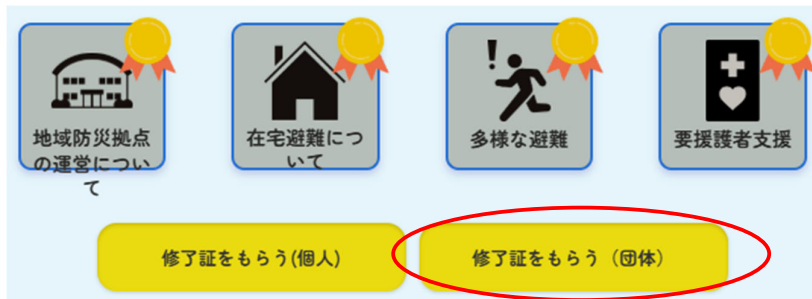 地域防災拠点
の運営につい
て
在宅避難につ
いて
多様な避難
要援護者支援
修了証をもらう(個人)
修了証をもらう（団体）